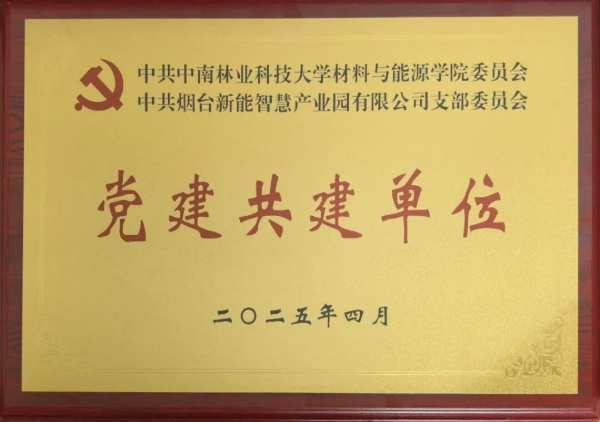 中共中南林业科技大学材料与能源学院委员会
中共烟台新能智慧产业园有限公司支部委员会
党建共建单位
二〇二五年四月